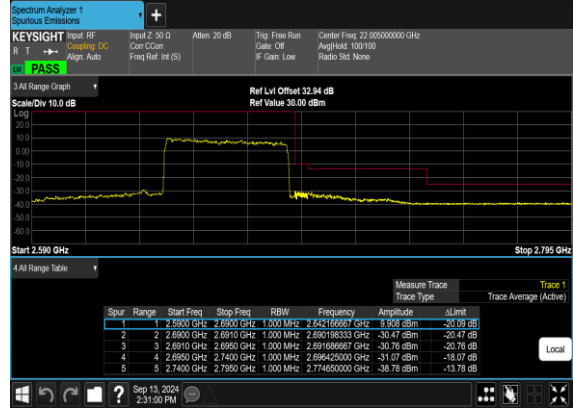 Spectrum Analyzer 1
Spurious Emissions
KEYSIGHT Input: RF Input Z: 50 Ω Atten: 20 dB Trig: Free Run Center Freq: 22.005000000 GHz
R T Coupling: DC Corr CCorr Gate: Off Avg|Hold: 100/100
Align: Auto Freq Ref: Int (S) IF Gain: Low Radio Std: None
PASS
3 All Range Graph
Ref Lvl Offset 32.94 dB
Scale/Div 10.0 dB Ref Value 30.00 dBm
Log
20.0
10.0
0.00
-10.0
-20.0
-30.0
-40.0
-50.0
-60.0
Start 2.590 GHz Stop 2.795 GHz
4 All Range Table
Measure Trace Trace 1
Trace Type Trace Average (Active)
Spur Range Start Freq Stop Freq RBW Frequency Amplitude ΔLimit
1 1 2.5900 GHz 2.6900 GHz 1.000 MHz 2.642166667 GHz 9.908 dBm -20.09 dB
2 2 2.6900 GHz 2.6910 GHz 1.000 MHz 2.690198333 GHz -30.47 dBm -20.47 dB
3 3 2.6910 GHz 2.6950 GHz 1.000 MHz 2.691686667 GHz -30.76 dBm -20.76 dB
4 4 2.6950 GHz 2.7400 GHz 1.000 MHz 2.696425000 GHz -31.07 dBm -18.07 dB
5 5 2.7400 GHz 2.7950 GHz 1.000 MHz 2.774650000 GHz -38.78 dBm -13.78 dB
Local
? Sep 13, 2024
2:31:00 PM